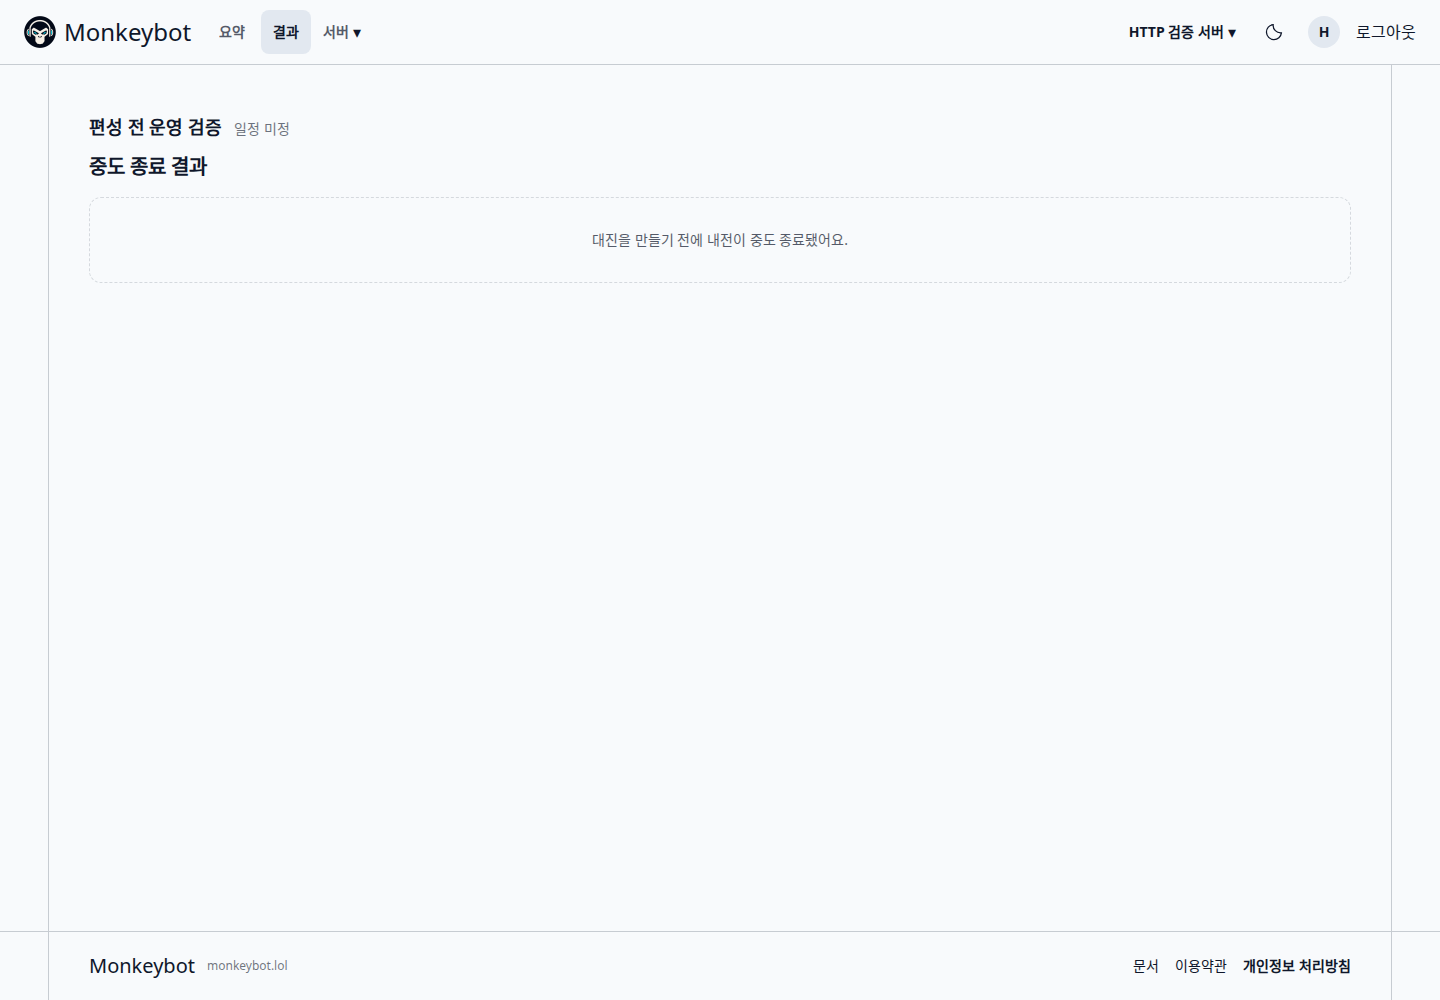 Monkeybot 요약 결과 서버 ▾ HTTP 검증 서버 ▾ H 로그아웃
편성 전 운영 검증 일정 미정
중도 종료 결과
대진을 만들기 전에 내전이 중도 종료됐어요.
Monkeybot monkeybot.lol 문서 이용약관 개인정보 처리방침